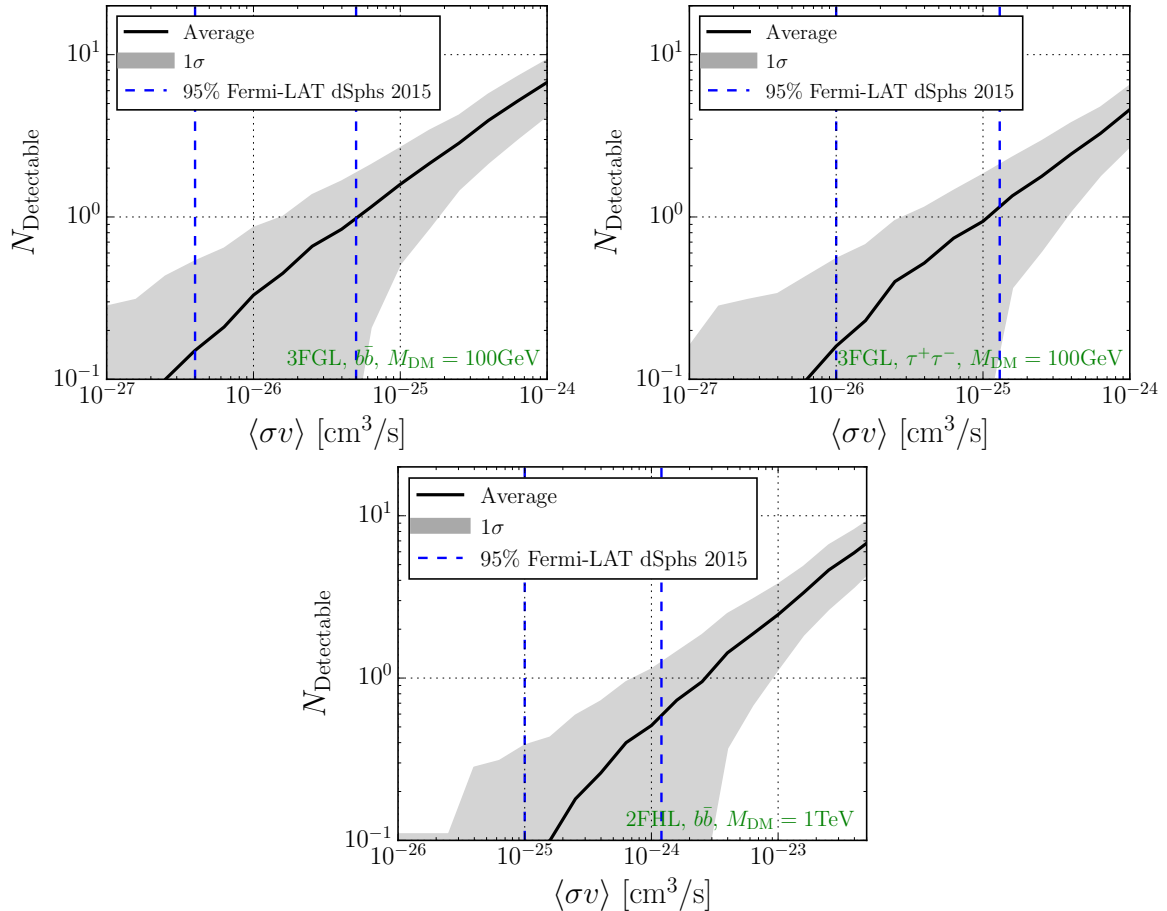 Average
1σ
95% Fermi-LAT dSphs 2015
10^1
10^0
10^{-1}
N_Detectable
3FGL, bb̄, M_DM = 100GeV
10^{-27} 10^{-26} 10^{-25} 10^{-24}
⟨σv⟩ [cm^3/s]
Average
1σ
95% Fermi-LAT dSphs 2015
10^1
10^0
10^{-1}
N_Detectable
3FGL, τ^+τ^-, M_DM = 100GeV
10^{-27} 10^{-26} 10^{-25} 10^{-24}
⟨σv⟩ [cm^3/s]
Average
1σ
95% Fermi-LAT dSphs 2015
10^1
10^0
10^{-1}
N_Detectable
2FHL, bb̄, M_DM = 1TeV
10^{-26} 10^{-25} 10^{-24} 10^{-23}
⟨σv⟩ [cm^3/s]